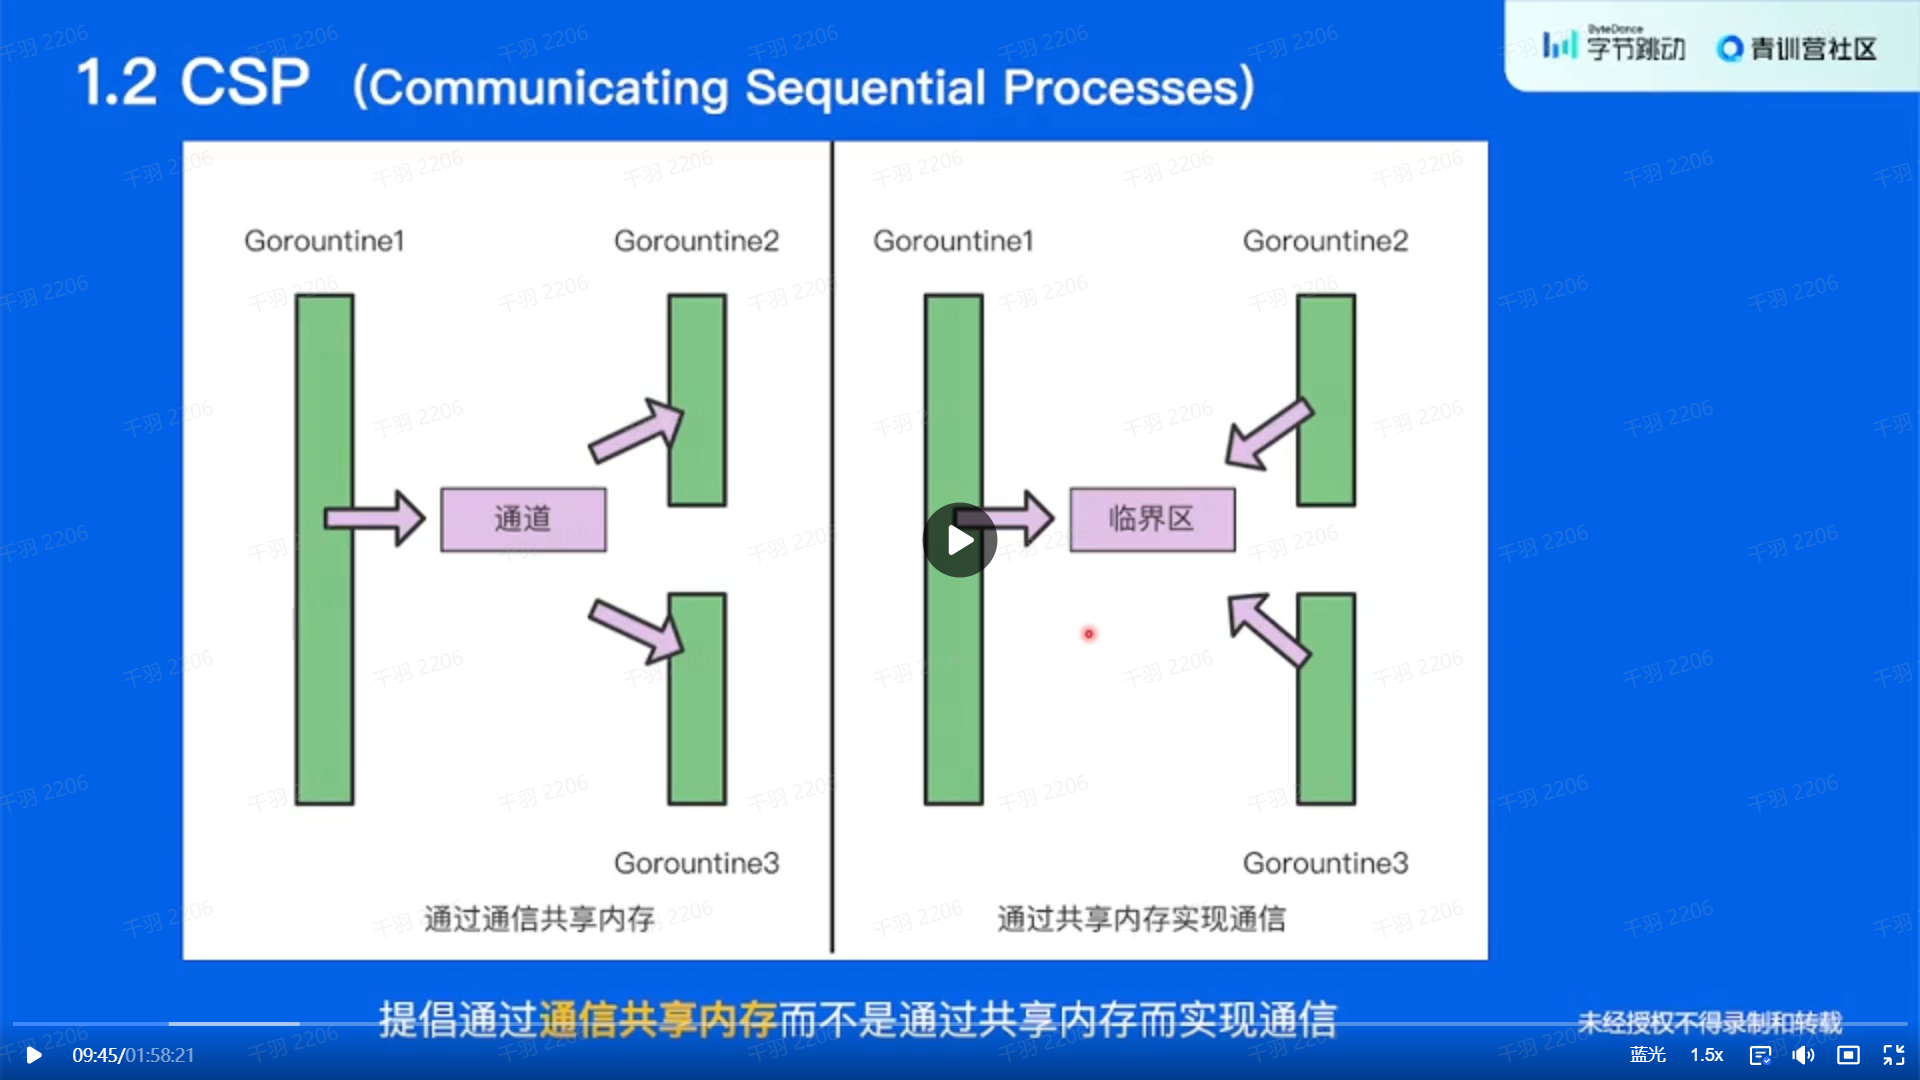 1.2 CSP (Communicating Sequential Processes)
ByteDance
字节跳动 青训营社区
Gorountine1 Gorountine2
通道
Gorountine3
通过通信共享内存
Gorountine1 Gorountine2
临界区
Gorountine3
通过共享内存实现通信
提倡通过通信共享内存而不是通过共享内存而实现通信
未经授权不得录制和转载
09:45/01:58:21
蓝光 1.5x
千羽 2206